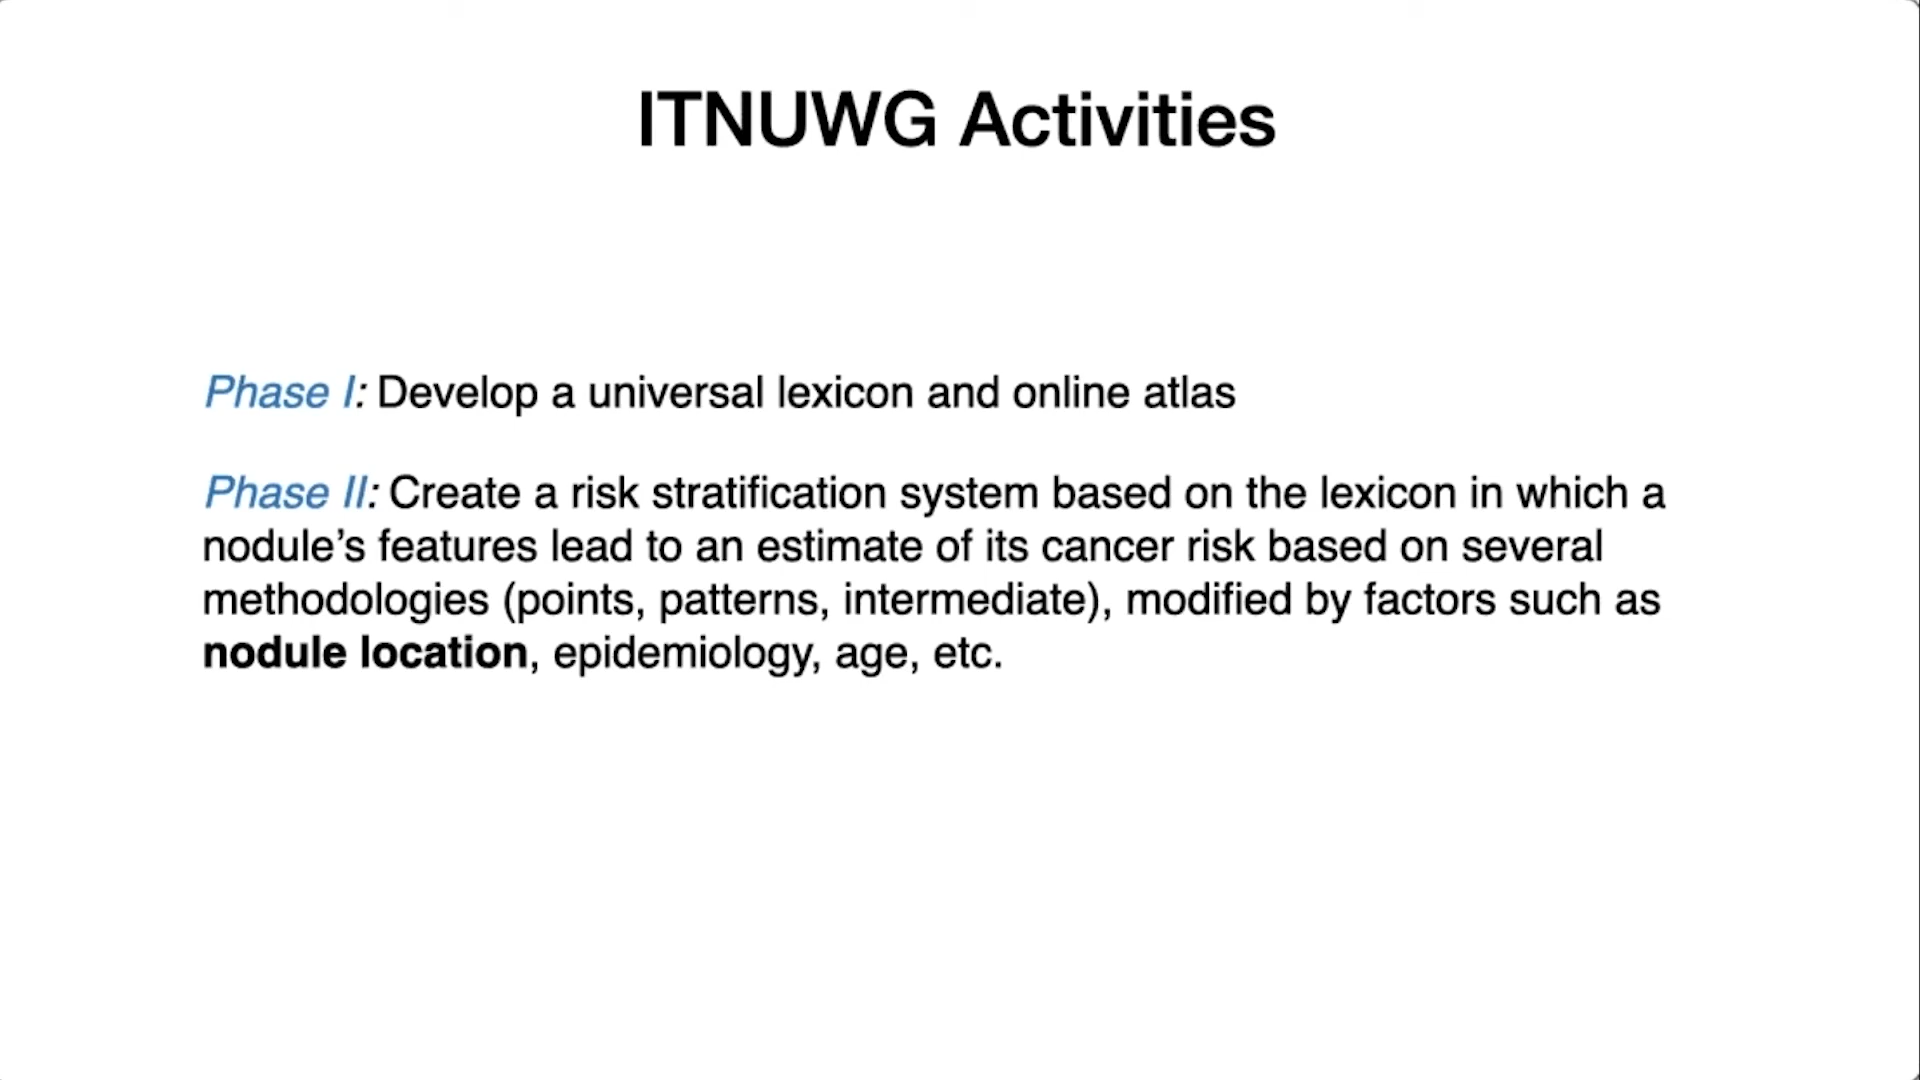 ITNUWG Activities
Phase I: Develop a universal lexicon and online atlas
Phase II: Create a risk stratification system based on the lexicon in which a
nodule’s features lead to an estimate of its cancer risk based on several
methodologies (points, patterns, intermediate), modified by factors such as
nodule location, epidemiology, age, etc.